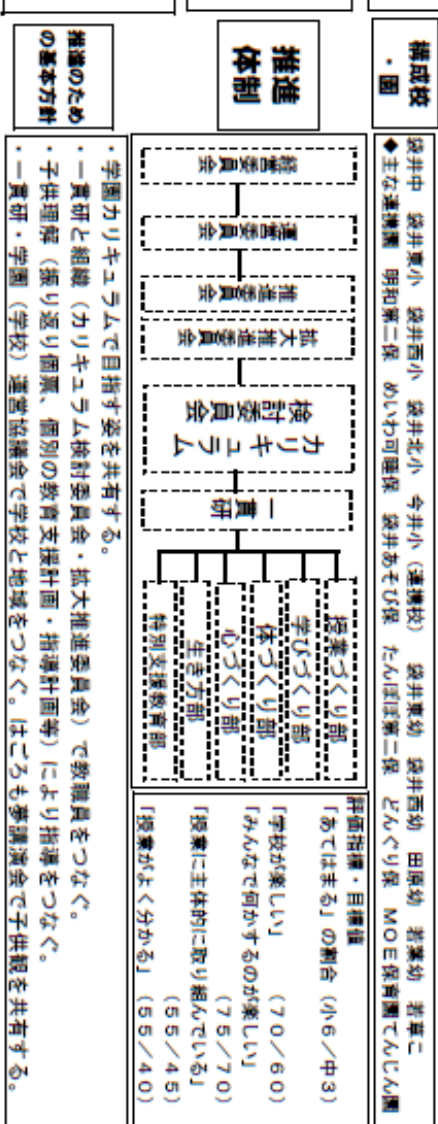 構成校
・園
袋井中　袋井東小　袋井西小　袋井北小　今井小（連携校）　袋井東幼　袋井西幼　田原幼　若葉幼　若草こ
◆主な連携園　明和第二保　めいわ可睡保　袋井あそび保　たんぽぽ第二保　どんぐり保　ＭＯＥ保育園てんじん園
推進
体制
経営委員会
運営委員会
推進委員会
拡大推進委員会
カリキュラム
検討委員会
一貫研
授業づくり部
学びづくり部
体づくり部
心づくり部
生き方部
特別支援教育部
評価指標・目標値
「あてはまる」の割合（小６／中３）
「学校が楽しい」　（７０／６０）
「みんなで何かするのが楽しい」
（７５／７０）
「授業に主体的に取り組んでいる」
（５５／４５）
「授業がよく分かる」（５５／４０）
推進のため
の基本方針
・学園カリキュラムで目指す姿を共有する。
・一貫研と組織（カリキュラム検討委員会・拡大推進委員会）で教職員をつなぐ。
・子供理解（振り返り個票、個別の教育支援計画・指導計画等）により指導をつなぐ。
・一貫研・学園（学校）運営協議会で学校と地域をつなぐ。はごろも夢講演会で子供観を共有する。